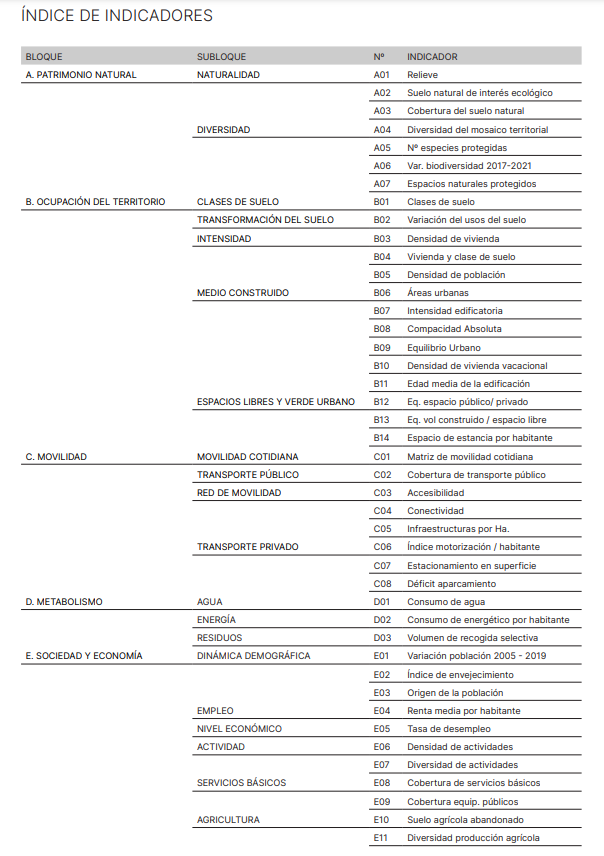 ÍNDICE DE INDICADORES
BLOQUE SUBLOQUE Nº INDICADOR
A. PATRIMONIO NATURAL NATURALIDAD A01 Relieve
A02 Suelo natural de interés ecológico
A03 Cobertura del suelo natural
DIVERSIDAD A04 Diversidad del mosaico territorial
A05 Nº especies protegidas
A06 Var. biodiversidad 2017-2021
A07 Espacios naturales protegidos
B. OCUPACIÓN DEL TERRITORIO CLASES DE SUELO B01 Clases de suelo
TRANSFORMACIÓN DEL SUELO B02 Variación del usos del suelo
INTENSIDAD B03 Densidad de vivienda
B04 Vivienda y clase de suelo
B05 Densidad de población
MEDIO CONSTRUIDO B06 Áreas urbanas
B07 Intensidad edificatoria
B08 Compacidad Absoluta
B09 Equilibrio Urbano
B10 Densidad de vivienda vacacional
B11 Edad media de la edificación
ESPACIOS LIBRES Y VERDE URBANO B12 Eq. espacio público/ privado
B13 Eq. vol construido / espacio libre
B14 Espacio de estancia por habitante
C. MOVILIDAD MOVILIDAD COTIDIANA C01 Matriz de movilidad cotidiana
TRANSPORTE PÚBLICO C02 Cobertura de transporte público
RED DE MOVILIDAD C03 Accesibilidad
C04 Conectividad
C05 Infraestructuras por Ha.
TRANSPORTE PRIVADO C06 Índice motorización / habitante
C07 Estacionamiento en superficie
C08 Déficit aparcamiento
D. METABOLISMO AGUA D01 Consumo de agua
ENERGÍA D02 Consumo de energético por habitante
RESIDUOS D03 Volumen de recogida selectiva
E. SOCIEDAD Y ECONOMÍA DINÁMICA DEMOGRÁFICA E01 Variación población 2005 - 2019
E02 Índice de envejecimiento
E03 Origen de la población
EMPLEO E04 Renta media por habitante
NIVEL ECONÓMICO E05 Tasa de desempleo
ACTIVIDAD E06 Densidad de actividades
E07 Diversidad de actividades
SERVICIOS BÁSICOS E08 Cobertura de servicios básicos
E09 Cobertura equip. públicos
AGRICULTURA E10 Suelo agrícola abandonado
E11 Diversidad producción agrícola